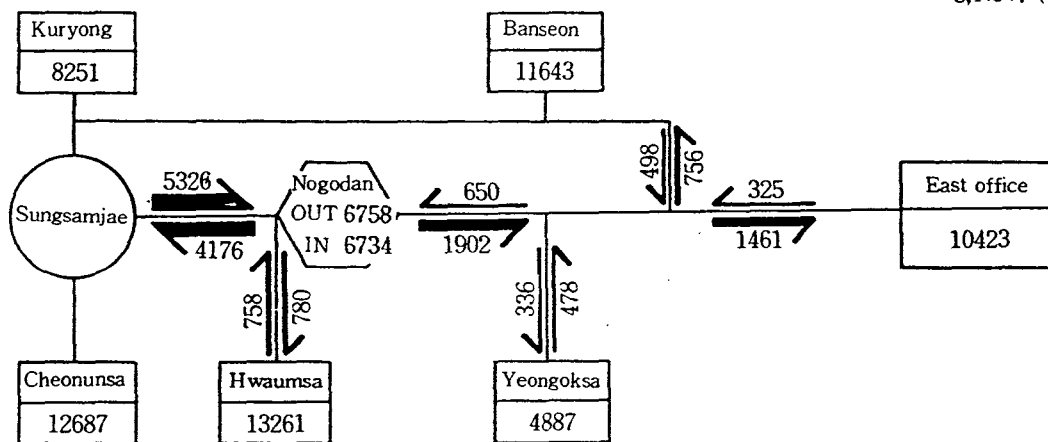 Kuryong
8251
Banseon
11643
498
756
5326
Sungsamjae
4176
Nogodan
OUT 6758
IN 6734
650
1902
325
1461
East office
10423
758
780
336
478
Cheonunsa
12687
Hwaumsa
13261
Yeongoksa
4887